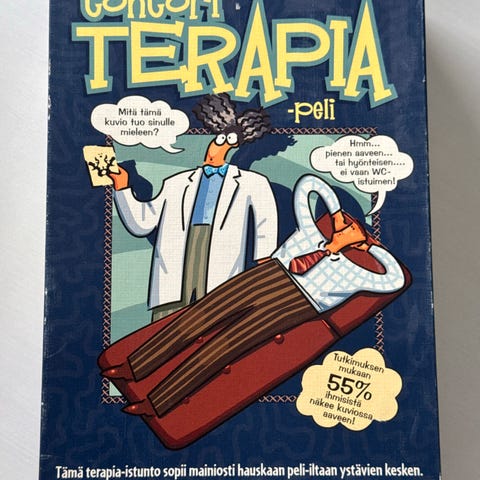 Tohtori
TERAPIA
-peli
Mitä tämä
kuvio tuo sinulle
mieleen?
Hmm...
pienen aaveen...
tai hyönteisen....
ei vaan WC-
istuimen!
Tutkimuksen
mukaan
55%
ihmisistä
näkee kuviossa
aaveen!
Tämä terapia-istunto sopii mainiosti hauskaan peli-iltaan ystävien kesken.